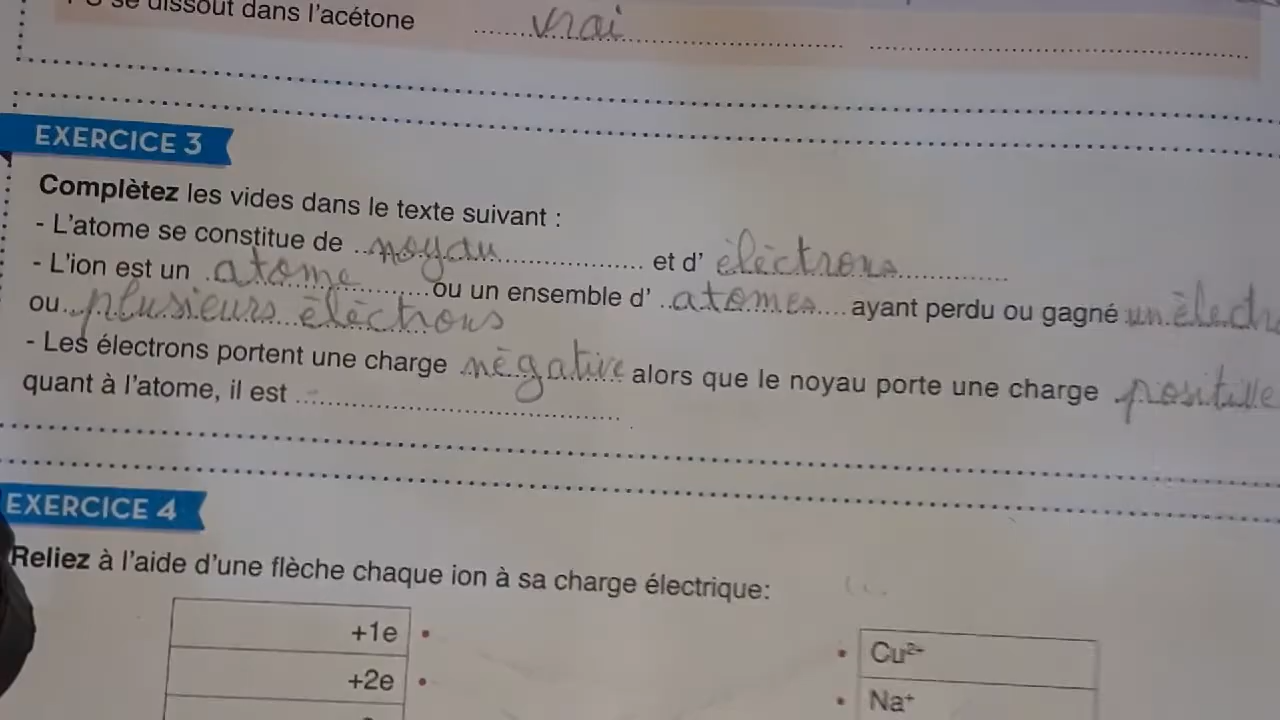 se dissout dans l'acétone vrai
EXERCICE 3
Complètez les vides dans le texte suivant :
- L'atome se constitue de noyau et d' élèctrons
- L'ion est un atome ou un ensemble d' atomes ayant perdu ou gagné un élect
ou plusieurs élèctrons
- Les électrons portent une charge négative alors que le noyau porte une charge positive
quant à l'atome, il est
EXERCICE 4
Reliez à l'aide d'une flèche chaque ion à sa charge électrique:
+1e
Cu²⁺
+2e
Na⁺